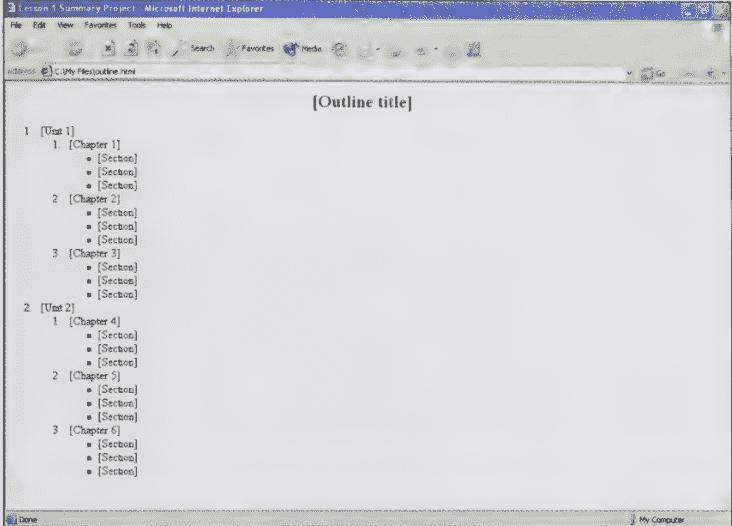 Lesson 1 Summary Project - Microsoft Internet Explorer
File Edit View Favorites Tools Help
Search Favorites Media
Address C:\My Files\outline.html Go
[Outline title]
1 [Unit 1]
1. [Chapter 1]
• [Section]
• [Section]
• [Section]
2 [Chapter 2]
• [Section]
• [Section]
• [Section]
3 [Chapter 3]
• [Section]
• [Section]
• [Section]
2. [Unit 2]
1 [Chapter 4]
• [Section]
• [Section]
• [Section]
2 [Chapter 5]
• [Section]
• [Section]
• [Section]
3 [Chapter 6]
• [Section]
• [Section]
• [Section]
Done My Computer